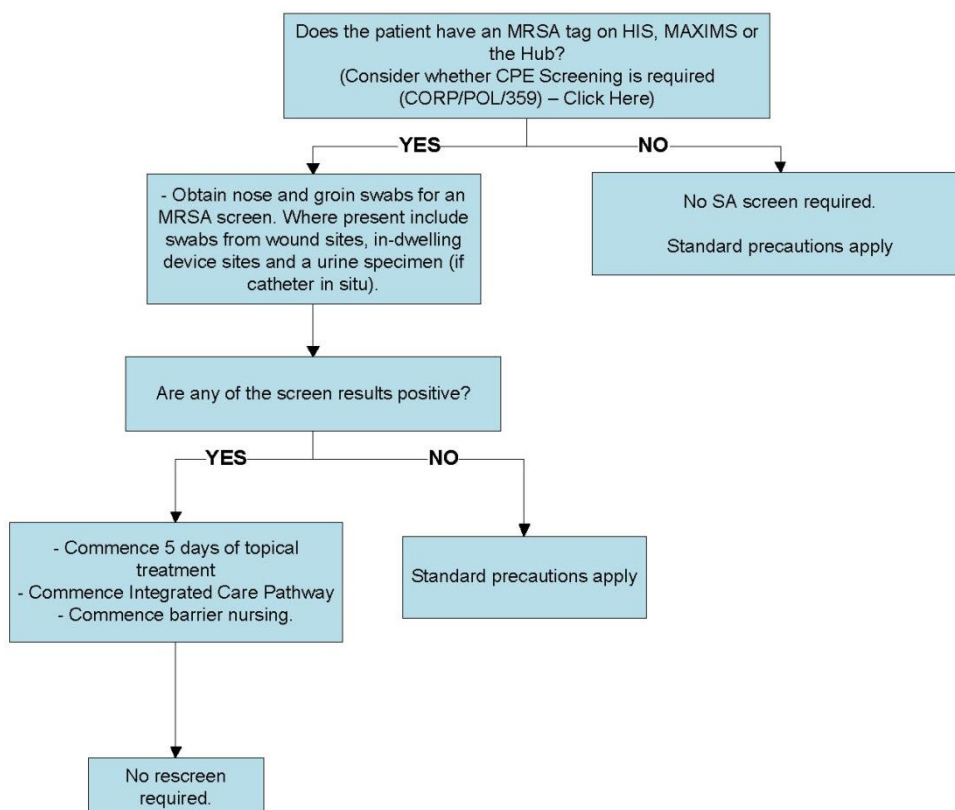 Does the patient have an MRSA tag on HIS, MAXIMS or
the Hub?
(Consider whether CPE Screening is required
(CORP/POL/359) – Click Here)
YES
NO
- Obtain nose and groin swabs for an
MRSA screen. Where present include
swabs from wound sites, in-dwelling
device sites and a urine specimen (if
catheter in situ).
No SA screen required.
Standard precautions apply
Are any of the screen results positive?
YES
NO
- Commence 5 days of topical
treatment
- Commence Integrated Care Pathway
- Commence barrier nursing.
Standard precautions apply
No rescreen
required.